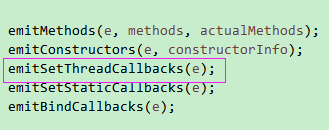 emitMethods(e, methods, actualMethods);
emitConstructors(e, constructorInfo);
emitSetThreadCallbacks(e);
emitSetStaticCallbacks(e);
emitBindCallbacks(e);